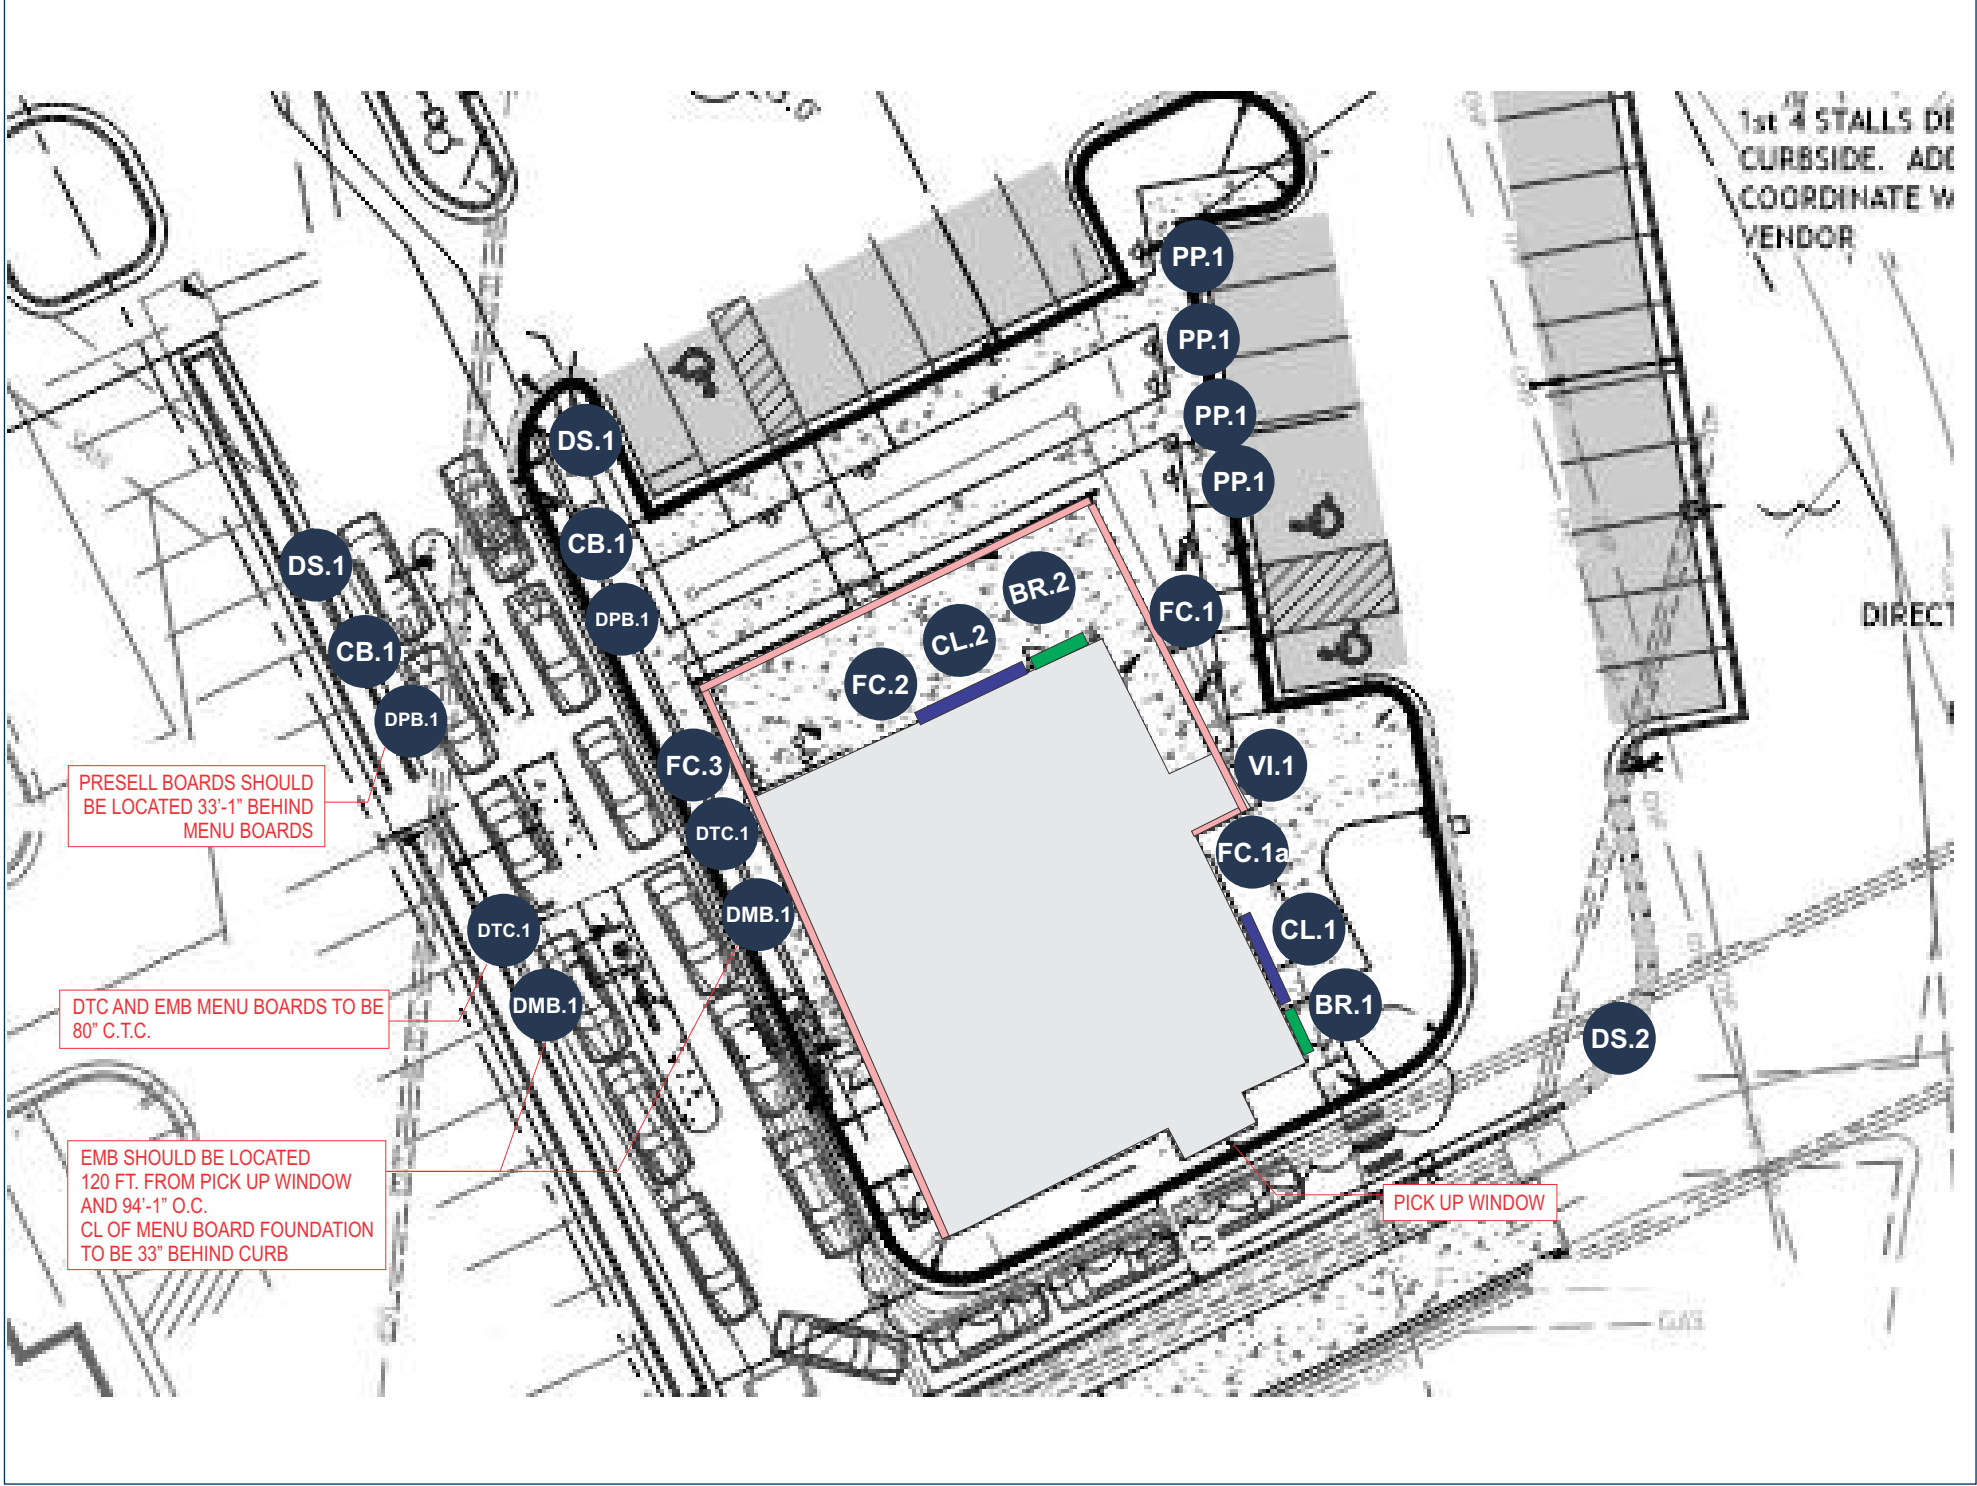 1st 4 STALLS DE
CURBSIDE. ADD
COORDINATE W
VENDOR
PP.1
PP.1
PP.1
PP.1
DS.1
CB.1
DPB.1
DS.1
CB.1
DPB.1
BR.2
CL.2
FC.2
FC.1
DIRECT
FC.3
VI.1
PRESELL BOARDS SHOULD
BE LOCATED 33'-1” BEHIND
MENU BOARDS
DTC.1
FC.1a
DMB.1
DTC.1
CL.1
DMB.1
BR.1
DS.2
DTC AND EMB MENU BOARDS TO BE
80” C.T.C.
EMB SHOULD BE LOCATED
120 FT. FROM PICK UP WINDOW
AND 94'-1” O.C.
CL OF MENU BOARD FOUNDATION
TO BE 33” BEHIND CURB
PICK UP WINDOW
GAS